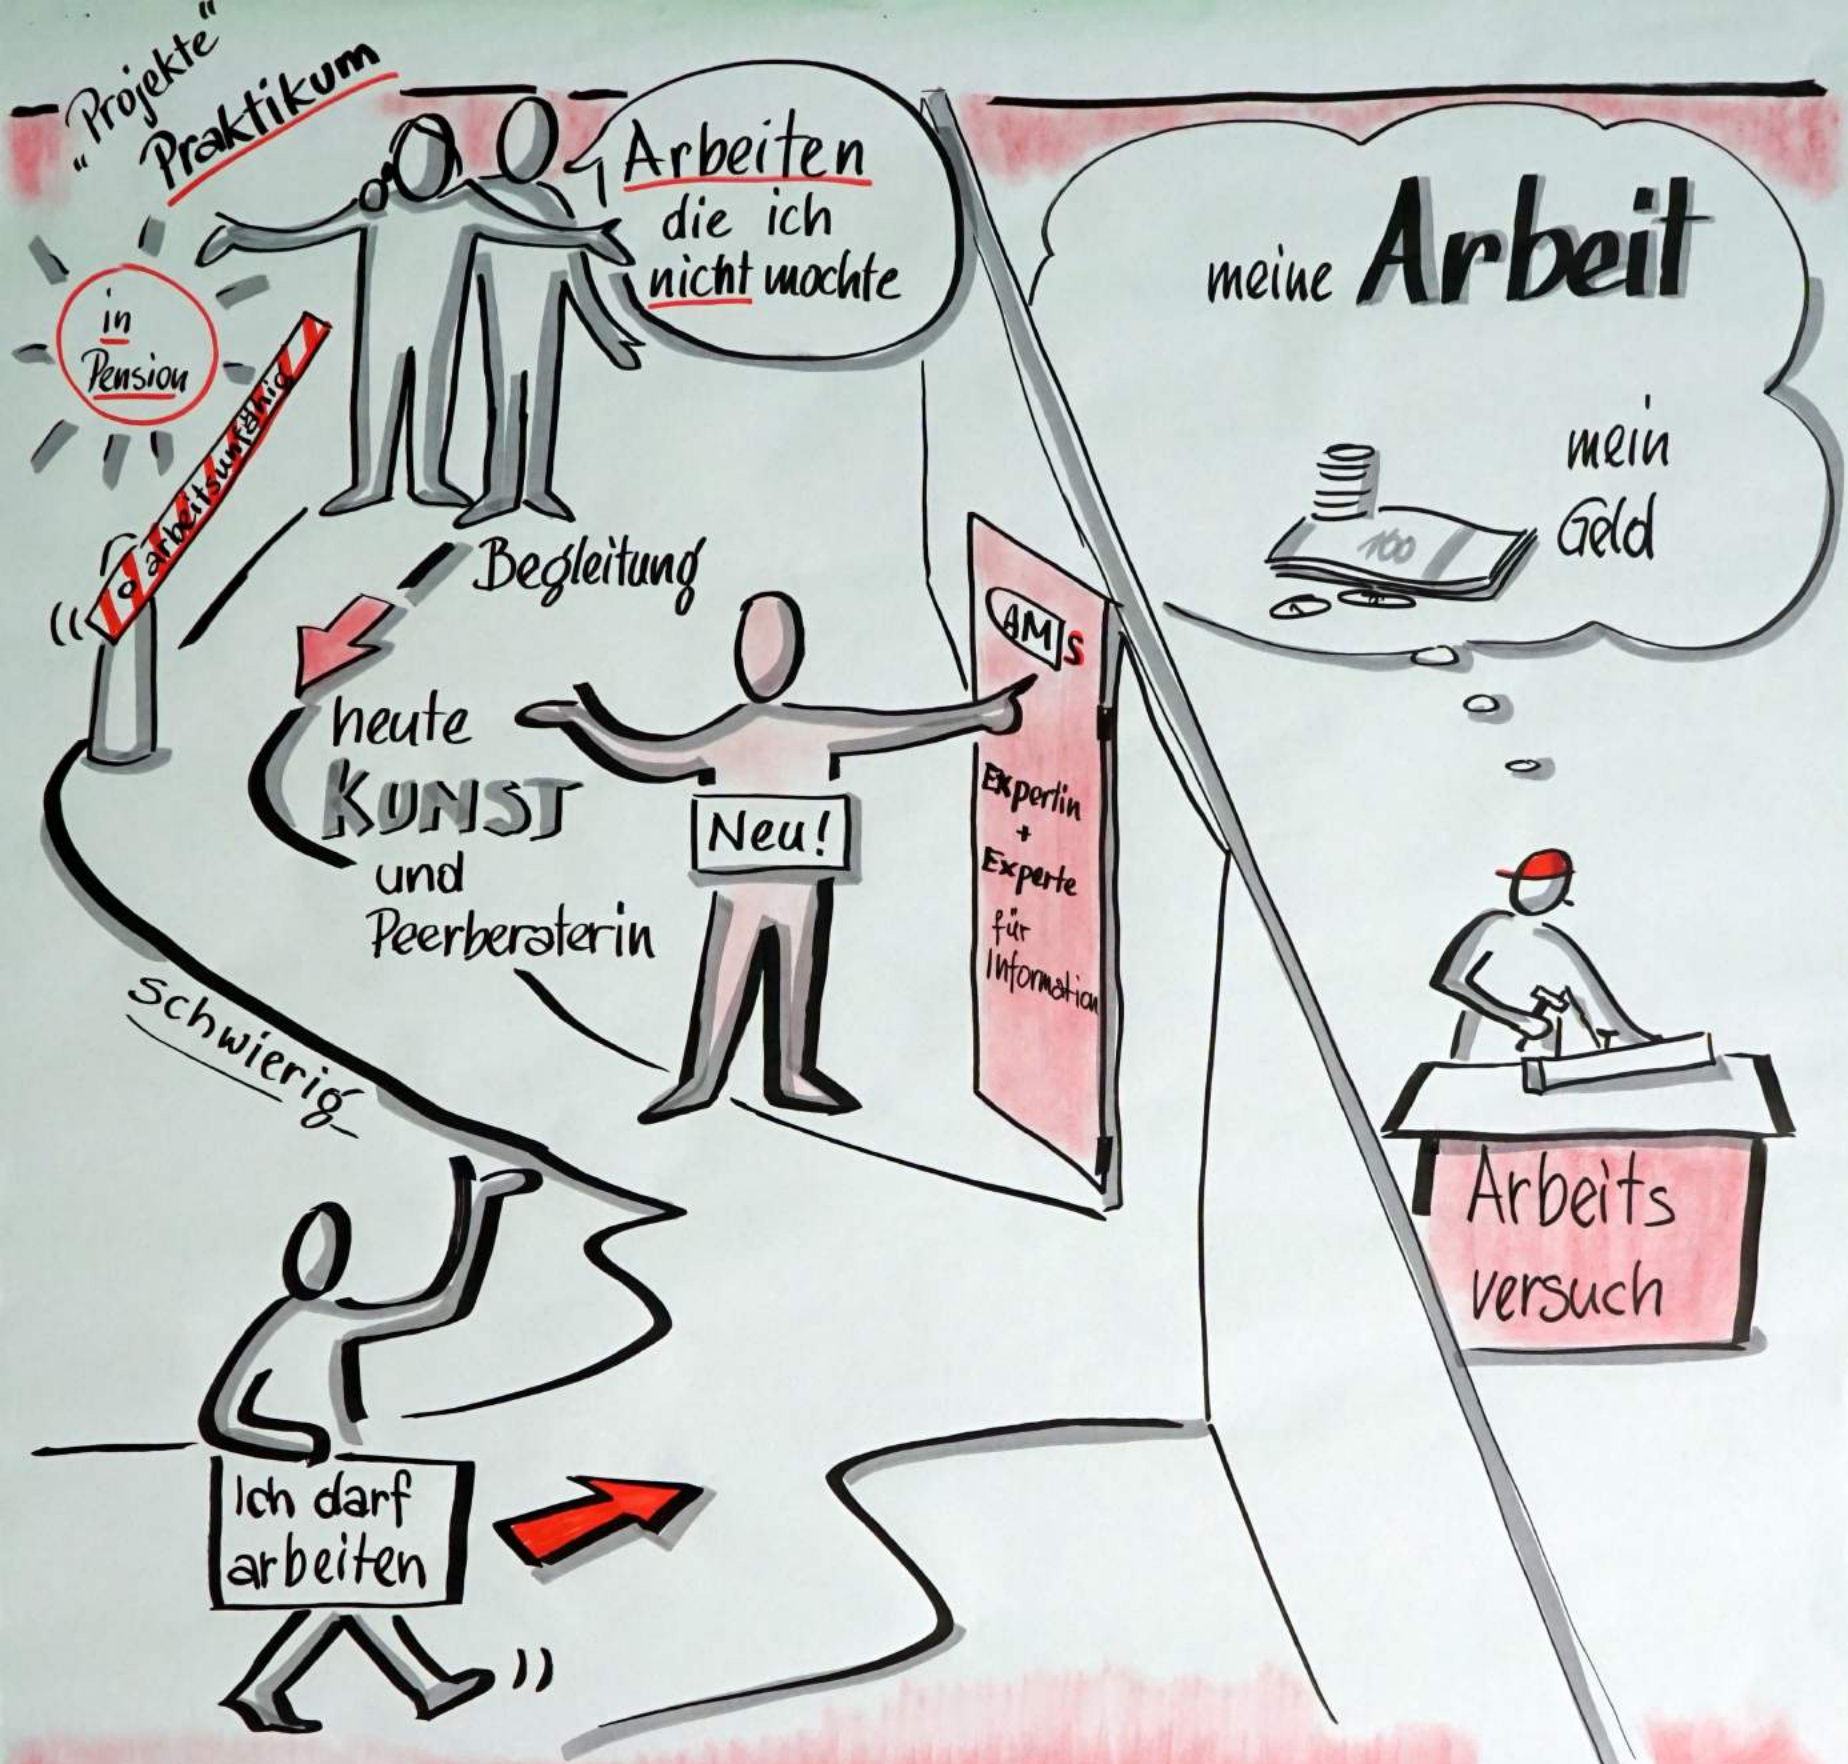 "Projekte"
Praktikum
Arbeiten
die ich
nicht mochte
in
Pension
arbeitsunfähig
Begleitung
heute
KUNST
und
Peerberaterin
Neu!
AMS
Expertin
+
Experte
für
Information
schwierig
Ich darf
arbeiten
meine Arbeit
mein
Geld
100
Arbeits
versuch